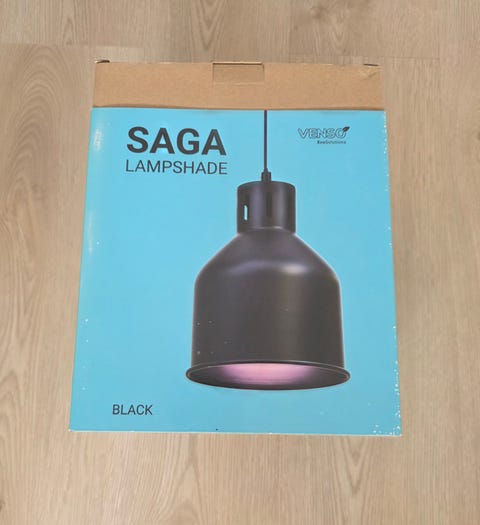 SAGA
LAMPSHADE
VENSO
EcoSolutions
BLACK